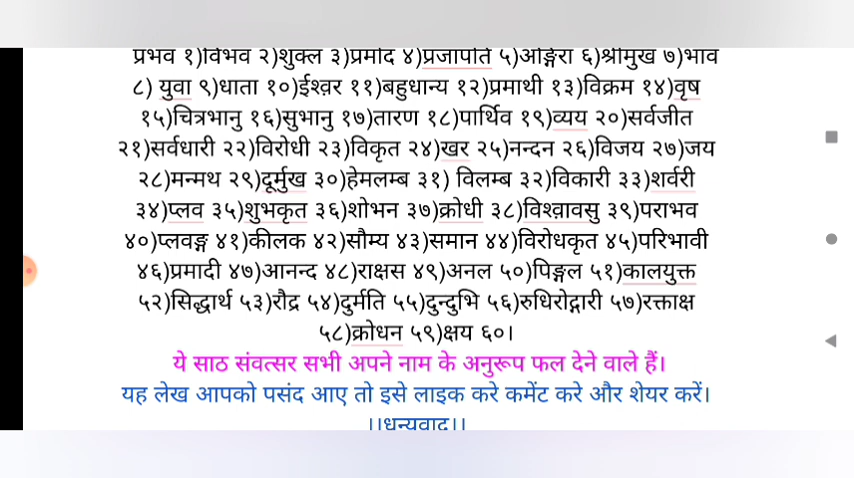 प्रभव १)विभव २)शुक्ल ३)प्रमोद ४)प्रजापति ५)अङ्गिरा ६)श्रीमुख ७)भाव
८) युवा ९)धाता १०)ईश्वर ११)बहुधान्य १२)प्रमाथी १३)विक्रम १४)वृष
१५)चित्रभानु १६)सुभानु १७)तारण १८)पार्थिव १९)व्यय २०)सर्वजीत
२१)सर्वधारी २२)विरोधी २३)विकृत २४)खर २५)नन्दन २६)विजय २७)जय
२८)मन्मथ २९)दूर्मुख ३०)हेमलम्ब ३१) विलम्ब ३२)विकारी ३३)शर्वरी
३४)प्लव ३५)शुभकृत ३६)शोभन ३७)क्रोधी ३८)विश्वावसु ३९)पराभव
४०)प्लवङ्ग ४१)कीलक ४२)सौम्य ४३)समान ४४)विरोधकृत ४५)परिभावी
४६)प्रमादी ४७)आनन्द ४८)राक्षस ४९)अनल ५०)पिङ्गल ५१)कालयुक्त
५२)सिद्धार्थ ५३)रौद्र ५४)दुर्मति ५५)दुन्दुभि ५६)रुधिरोद्गारी ५७)रक्ताक्ष
५८)क्रोधन ५९)क्षय ६०।
ये साठ संवत्सर सभी अपने नाम के अनुरूप फल देने वाले हैं।
यह लेख आपको पसंद आए तो इसे लाइक करे कमेंट करे और शेयर करें।
।।धन्यवाद।।